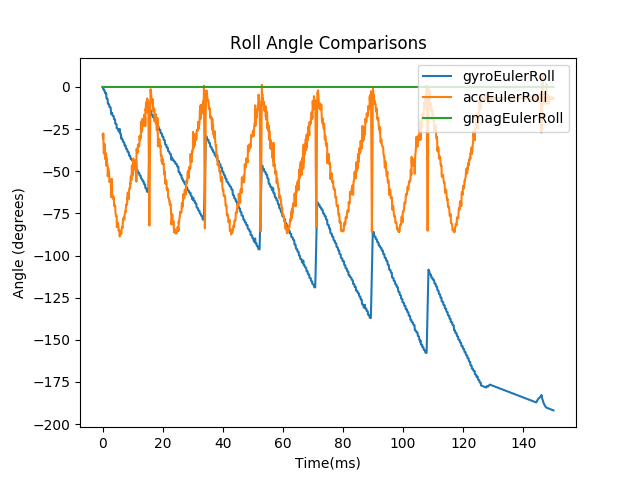 Roll Angle Comparisons
gyroEulerRoll
accEulerRoll
gmagEulerRoll
0
−25
−50
−75
−100
−125
−150
−175
−200
Angle (degrees)
0
20
40
60
80
100
120
140
Time(ms)